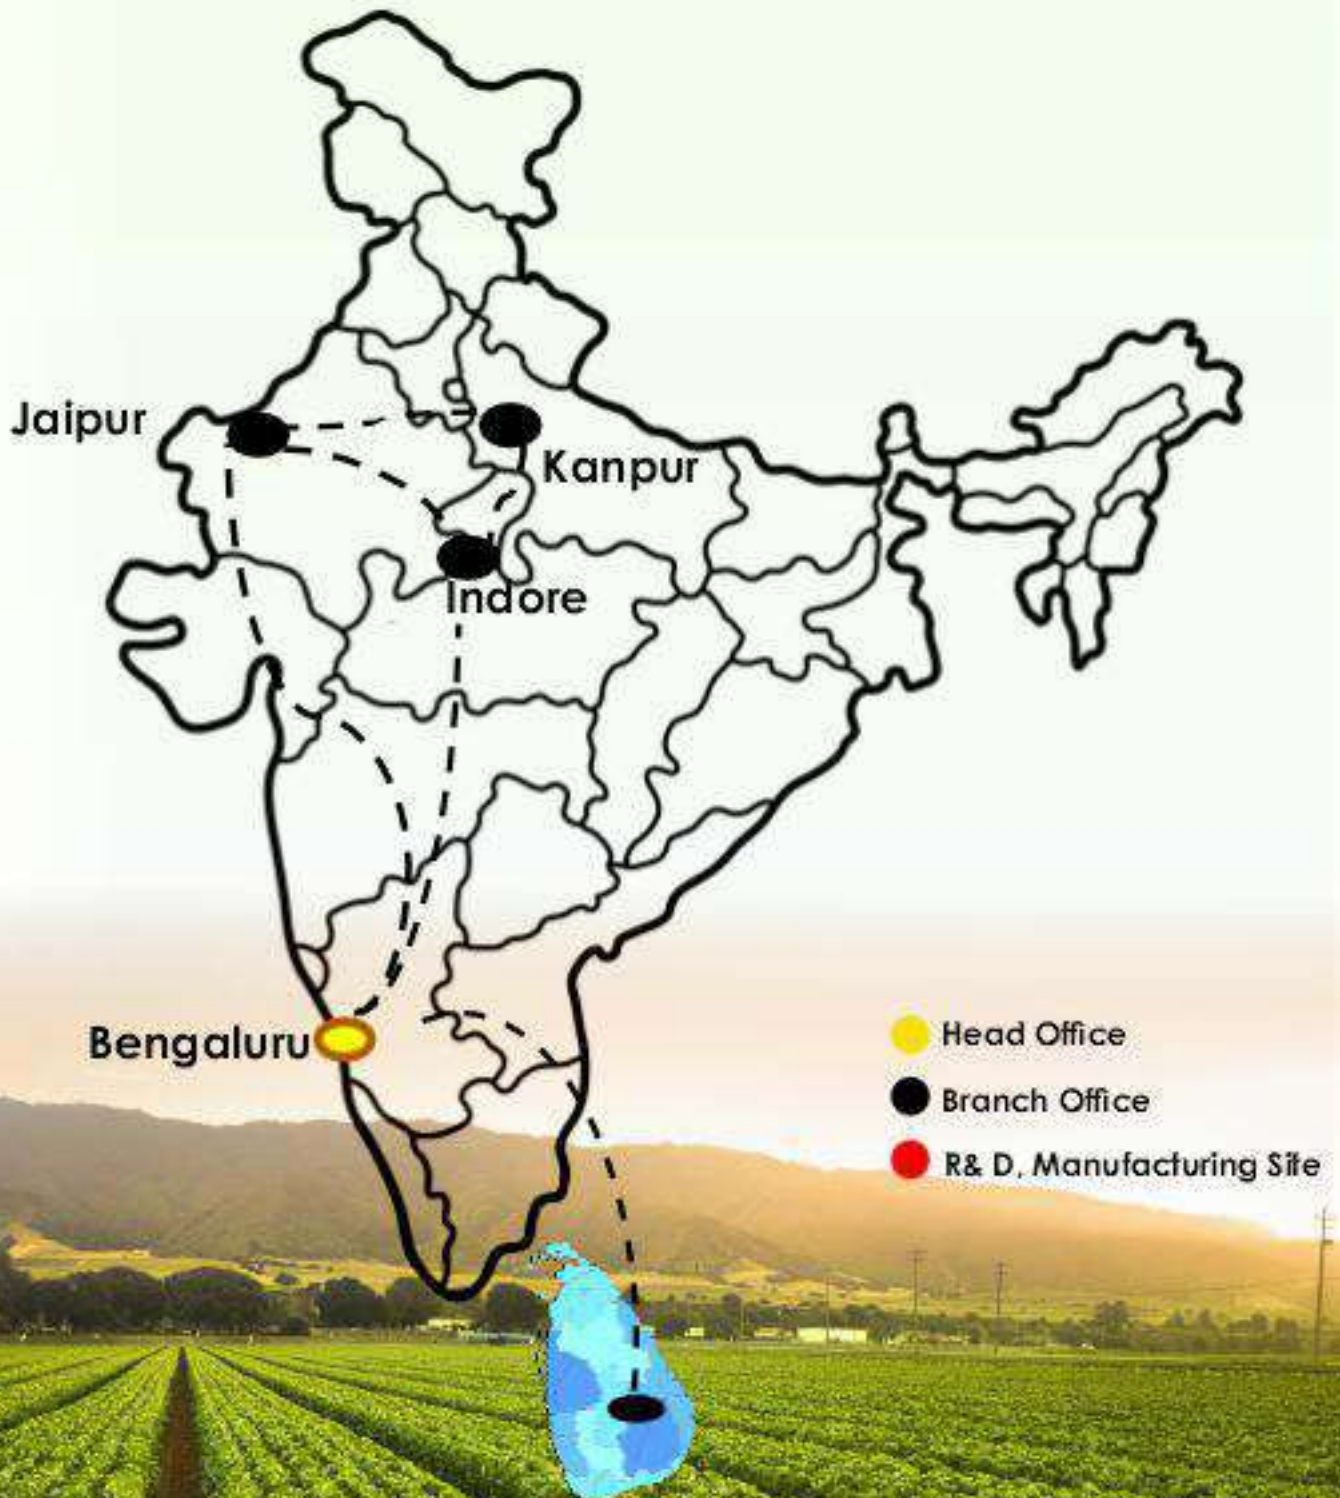 Jaipur
Kanpur
Indore
Bengaluru
Head Office
Branch Office
R& D, Manufacturing Site